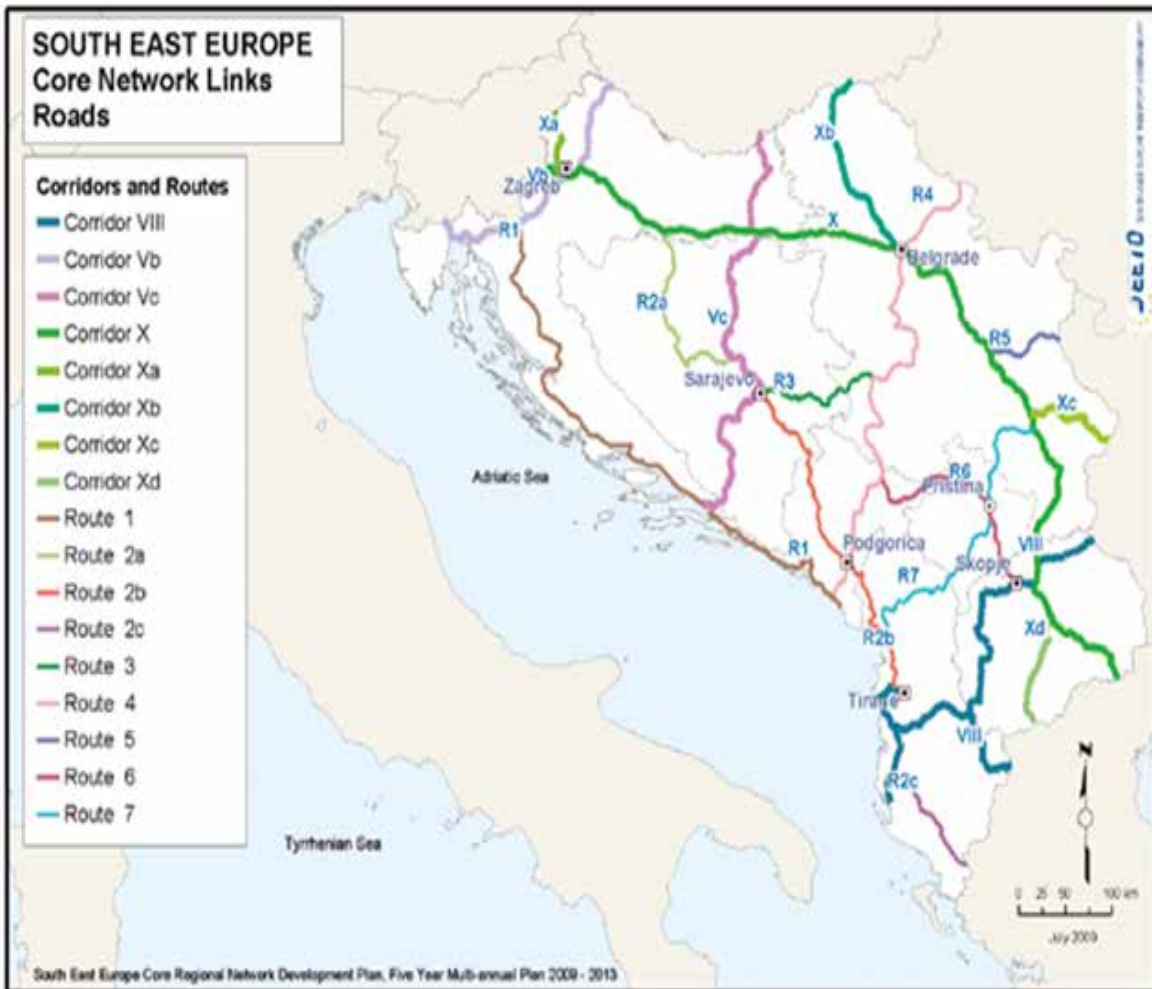 SOUTH EAST EUROPE
Core Network Links
Roads
Corridors and Routes
Corridor VIII
Corridor Vb
Corridor Vc
Corridor X
Corridor Xa
Corridor Xb
Corridor Xc
Corridor Xd
Route 1
Route 2a
Route 2b
Route 2c
Route 3
Route 4
Route 5
Route 6
Route 7
Xa
Vb
Zagreb
R1
Xb
R4
X
Belgrade
R2a
Vc
R5
Sarajevo
R3
Xc
Adriatic Sea
R6
Pristina
R1
Podgorica
VIII
Skopje
R7
Xd
R2b
Tirane
VIII
R2c
Tyrrhenian Sea
N
0 25 50 100 km
July 2009
SEETO
South East Europe Core Regional Network Development Plan, Five Year Multi-annual Plan 2009 - 2013